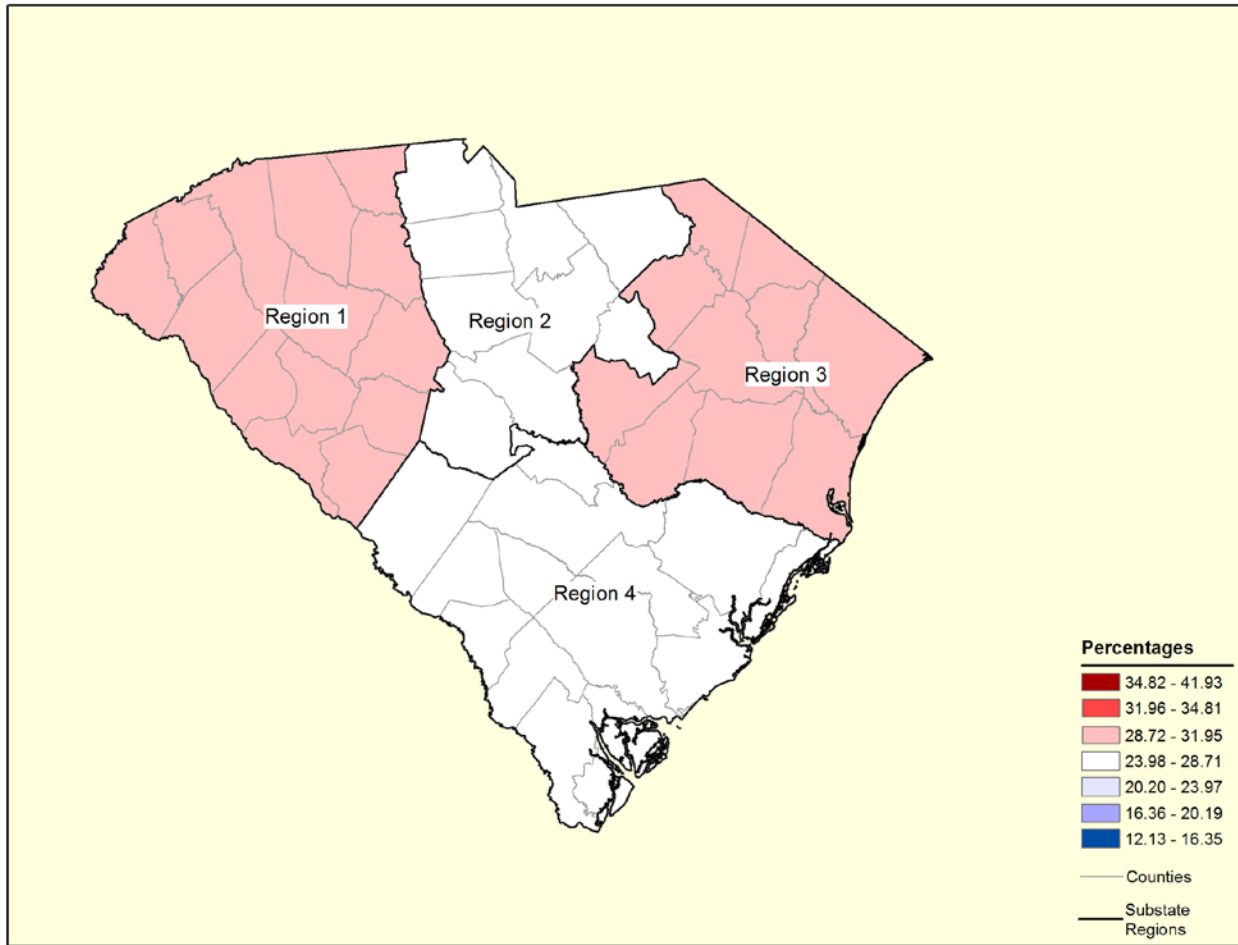 Region 1
Region 2
Region 3
Region 4
Percentages
34.82 - 41.93
31.96 - 34.81
28.72 - 31.95
23.98 - 28.71
20.20 - 23.97
16.36 - 20.19
12.13 - 16.35
Counties
Substate
Regions